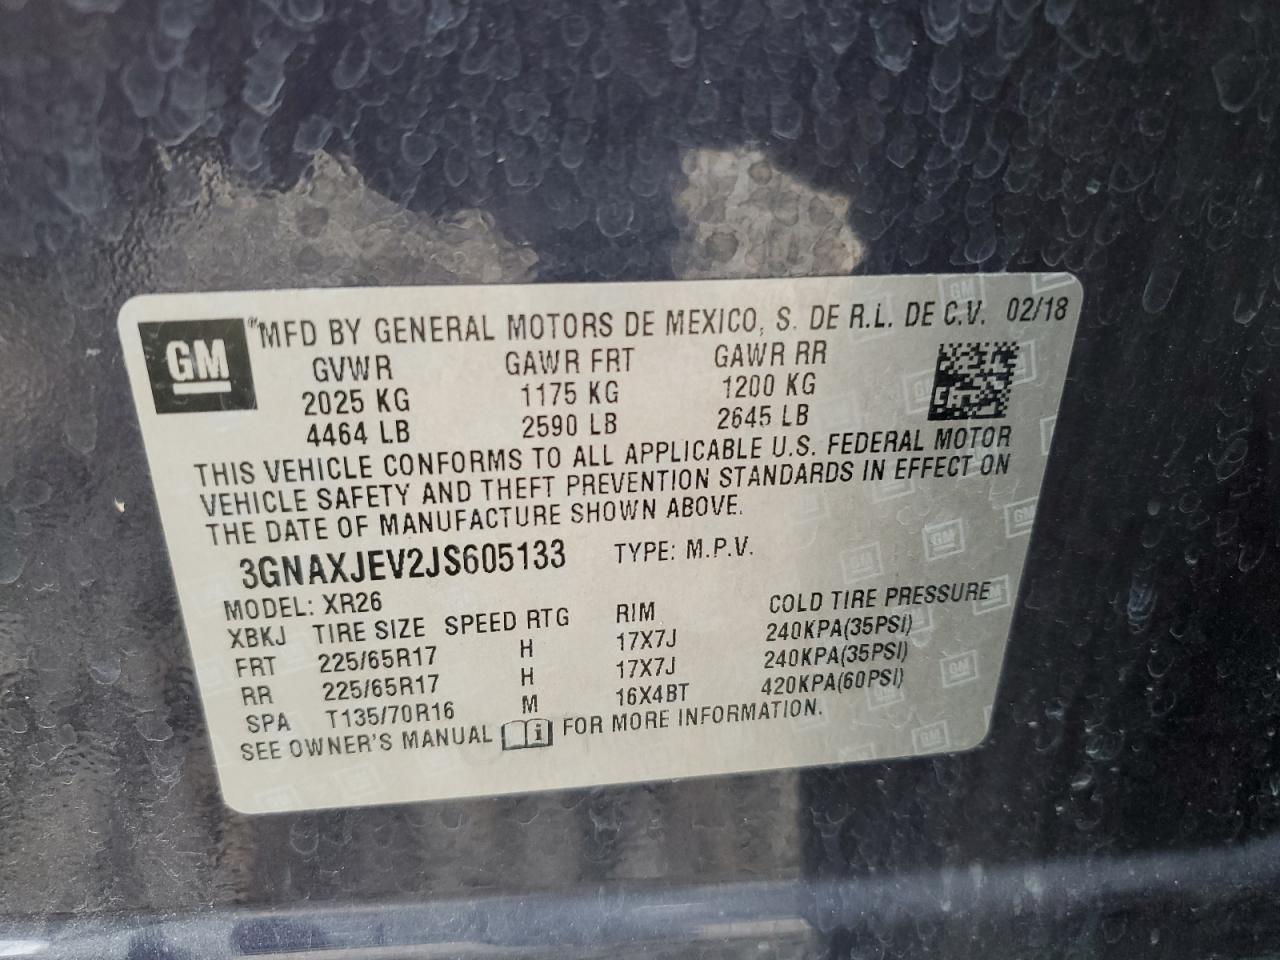 GM
MFD BY GENERAL MOTORS DE MEXICO, S. DE R.L. DE C.V. 02/18
GVWR GAWR FRT GAWR RR
2025 KG 1175 KG 1200 KG
4464 LB 2590 LB 2645 LB
THIS VEHICLE CONFORMS TO ALL APPLICABLE U.S. FEDERAL MOTOR
VEHICLE SAFETY AND THEFT PREVENTION STANDARDS IN EFFECT ON
THE DATE OF MANUFACTURE SHOWN ABOVE.
3GNAXJEV2JS605133 TYPE: M.P.V.
MODEL: XR26
XBKJ TIRE SIZE SPEED RTG RIM COLD TIRE PRESSURE
FRT 225/65R17 H 17X7J 240KPA(35PSI)
RR 225/65R17 H 17X7J 240KPA(35PSI)
SPA T135/70R16 M 16X4BT 420KPA(60PSI)
SEE OWNER'S MANUAL i FOR MORE INFORMATION.